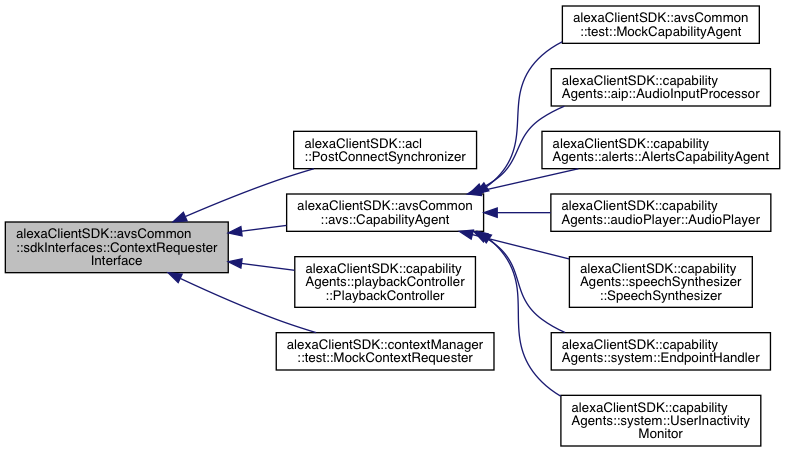 alexaClientSDK::avsCommon
::sdkInterfaces::ContextRequester
Interface
alexaClientSDK::acl
::PostConnectSynchronizer
alexaClientSDK::avsCommon
::avs::CapabilityAgent
alexaClientSDK::capability
Agents::playbackController
::PlaybackController
alexaClientSDK::contextManager
::test::MockContextRequester
alexaClientSDK::avsCommon
::test::MockCapabilityAgent
alexaClientSDK::capability
Agents::aip::AudioInputProcessor
alexaClientSDK::capability
Agents::alerts::AlertsCapabilityAgent
alexaClientSDK::capability
Agents::audioPlayer::AudioPlayer
alexaClientSDK::capability
Agents::speechSynthesizer
::SpeechSynthesizer
alexaClientSDK::capability
Agents::system::EndpointHandler
alexaClientSDK::capability
Agents::system::UserInactivity
Monitor